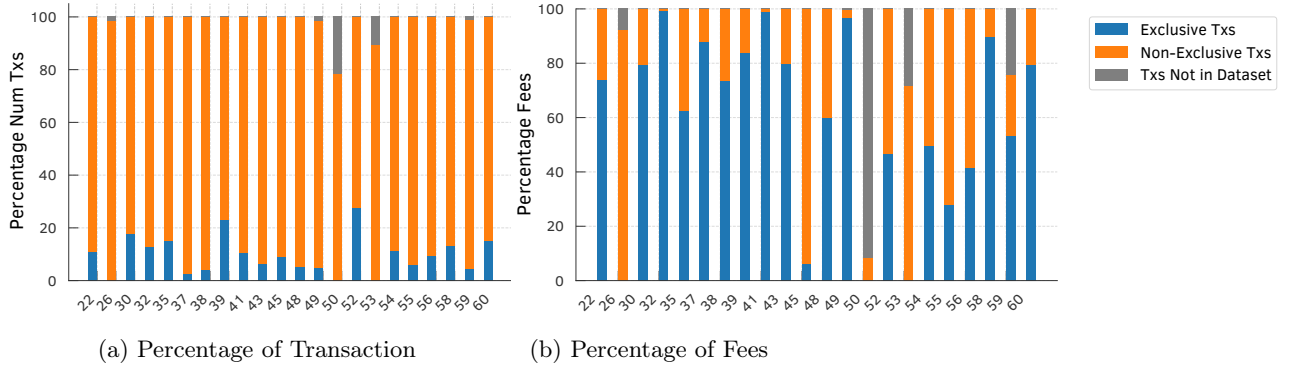 Percentage Num Txs
100
80
60
40
20
0
22 26 30 32 35 37 38 39 41 43 45 48 49 50 52 53 54 55 56 58 59 60
(a) Percentage of Transaction
Percentage Fees
100
80
60
40
20
0
22 26 30 32 35 37 38 39 41 43 45 48 49 50 52 53 54 55 56 58 59 60
(b) Percentage of Fees
Exclusive Txs
Non-Exclusive Txs
Txs Not in Dataset